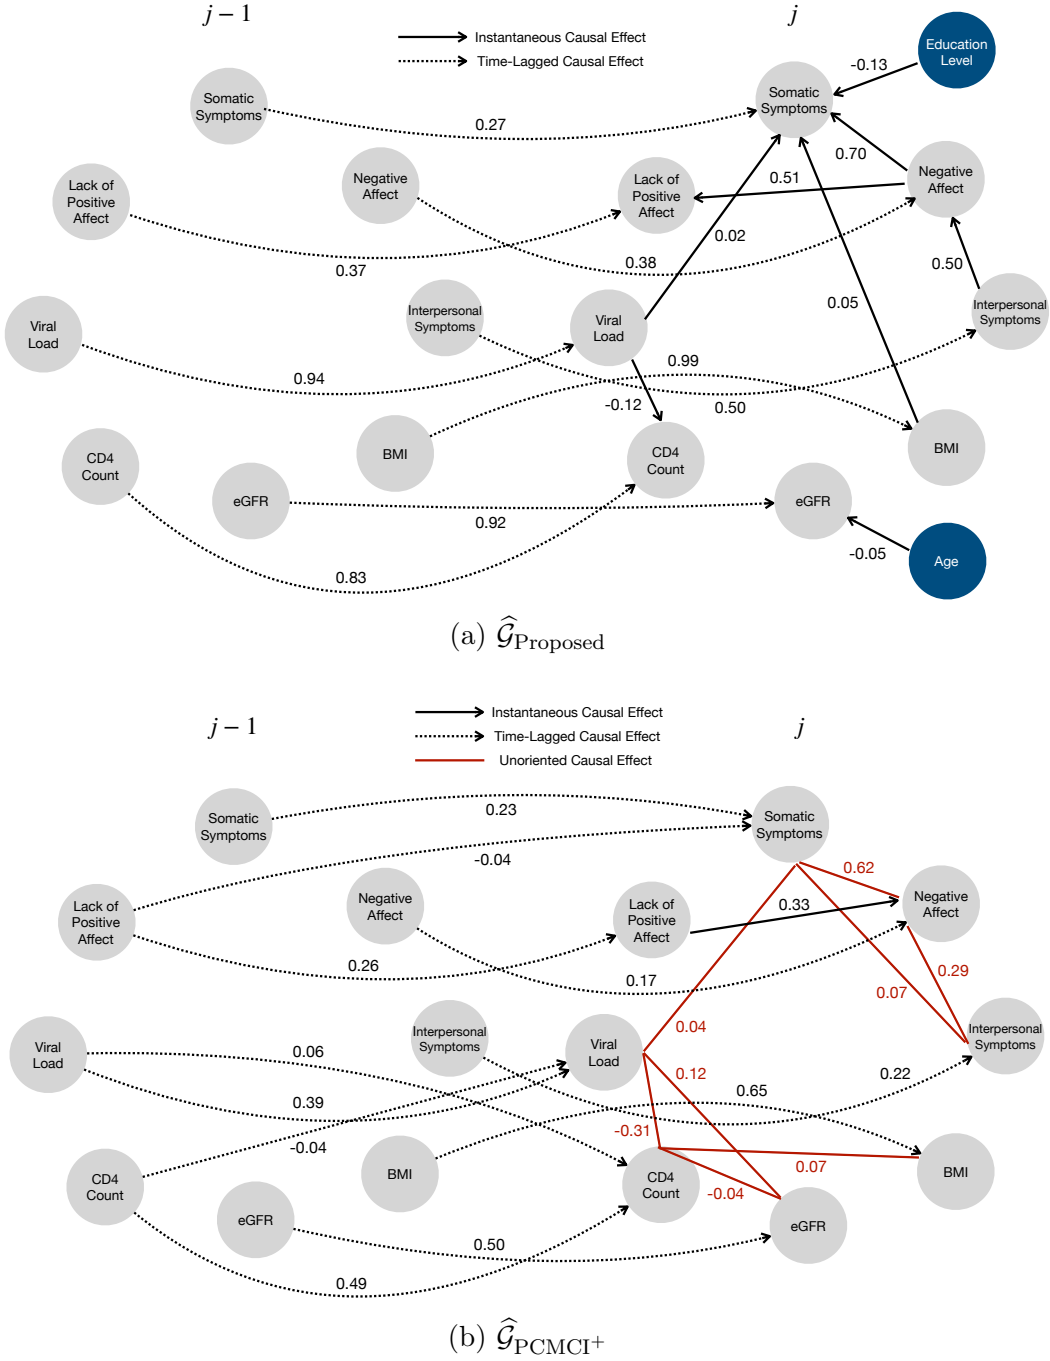 j − 1
j
Instantaneous Causal Effect
Time-Lagged Causal Effect
Education
Level
-0.13
Somatic
Symptoms
Somatic
Symptoms
0.27
0.70
Lack of
Positive
Affect
Negative
Affect
Lack of
Positive
Affect
0.51
Negative
Affect
0.02
0.37
0.38
0.50
Viral
Load
Interpersonal
Symptoms
Viral
Load
0.05
Interpersonal
Symptoms
0.94
0.99
-0.12
0.50
CD4
Count
BMI
CD4
Count
BMI
eGFR
0.92
eGFR
-0.05
Age
0.83
(a) 𝒢̂Proposed
j − 1
j
Instantaneous Causal Effect
Time-Lagged Causal Effect
Unoriented Causal Effect
Somatic
Symptoms
0.23
Somatic
Symptoms
-0.04
0.62
Lack of
Positive
Affect
Negative
Affect
Lack of
Positive
Affect
0.33
Negative
Affect
0.26
0.17
0.29
0.07
Viral
Load
0.06
Interpersonal
Symptoms
Viral
Load
0.04
Interpersonal
Symptoms
0.12
0.22
0.39
0.65
-0.04
-0.31
CD4
Count
BMI
CD4
Count
0.07
BMI
-0.04
eGFR
0.50
eGFR
0.49
(b) 𝒢̂PCMCI+